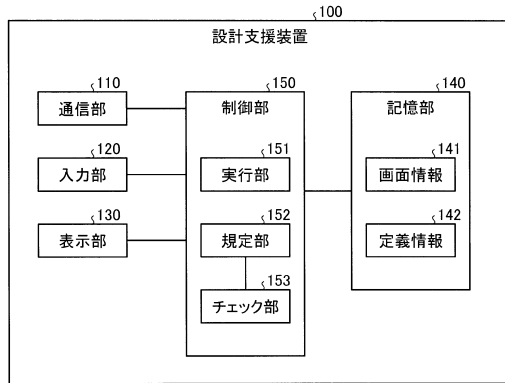 100
設計支援装置
110
通信部
120
入力部
130
表示部
150
制御部
151
実行部
152
規定部
153
チェック部
140
記憶部
141
画面情報
142
定義情報